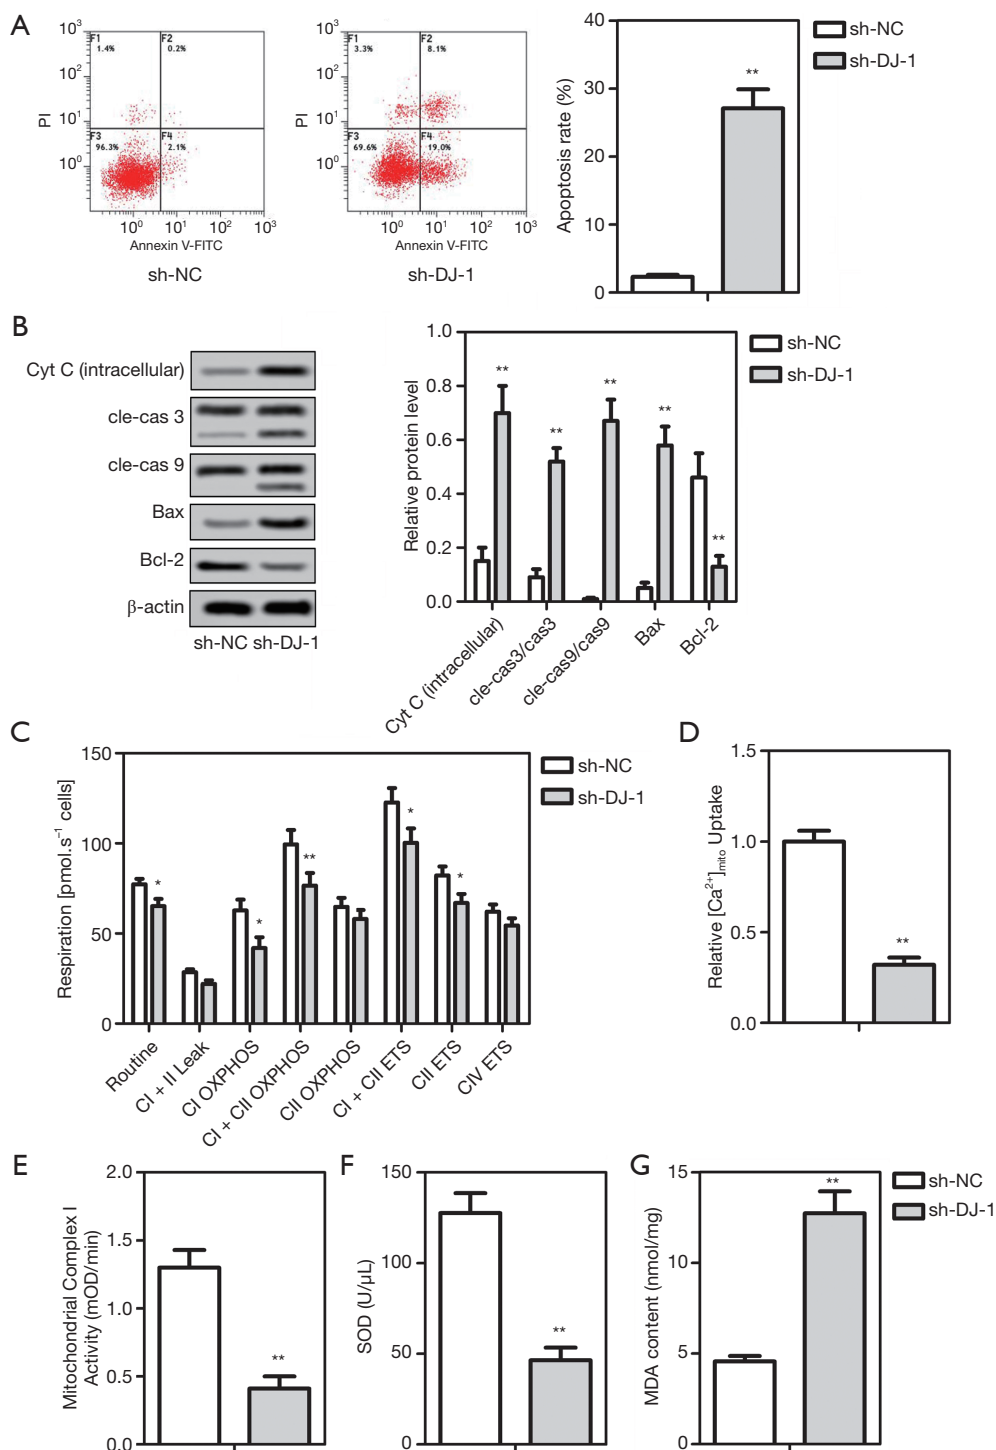 A
10³
10²
10¹
10⁰
PI
F1
1.4%
F2
0.2%
F3
96.3%
F4
2.1%
10⁰ 10¹ 10² 10³
Annexin V-FITC
sh-NC
10³
10²
10¹
10⁰
PI
F1
3.3%
F2
8.1%
F3
69.6%
F4
19.0%
10⁰ 10¹ 10² 10³
Annexin V-FITC
sh-DJ-1
Apoptosis rate (%)
40
30
20
10
0
**
sh-NC
sh-DJ-1
B
Cyt C (intracellular)
cle-cas 3
cle-cas 9
Bax
Bcl-2
β-actin
sh-NC sh-DJ-1
Relative protein level
1.0
0.8
0.6
0.4
0.2
0.0
** ** ** ** **
Cyt C (intracellular)
cle-cas3/cas3
cle-cas9/cas9
Bax
Bcl-2
sh-NC
sh-DJ-1
C
Respiration [pmol.s⁻¹ cells]
150
100
50
0
* * ** * *
Routine
CI + II Leak
CI OXPHOS
CI + CII OXPHOS
CII OXPHOS
CI + CII ETS
CII ETS
CIV ETS
sh-NC
sh-DJ-1
D
Relative [Ca²⁺]mito Uptake
1.5
1.0
0.5
0.0
**
E
Mitochondrial Complex I
Activity (mOD/min)
2.0
1.5
1.0
0.5
0.0
**
F
SOD (U/μL)
150
100
50
0
**
G
MDA content (nmol/mg)
15
10
5
0
**
sh-NC
sh-DJ-1